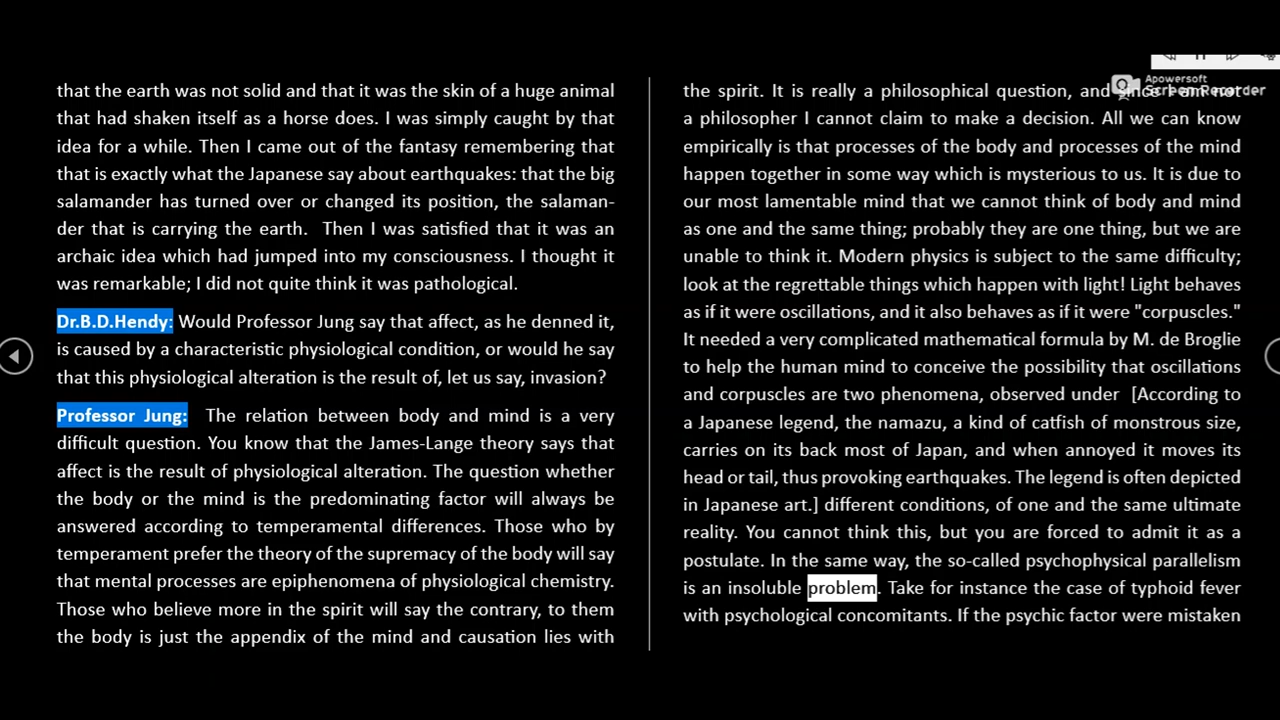 that the earth was not solid and that it was the skin of a huge animal
that had shaken itself as a horse does. I was simply caught by that
idea for a while. Then I came out of the fantasy remembering that
that is exactly what the Japanese say about earthquakes: that the big
salamander has turned over or changed its position, the salaman-
der that is carrying the earth. Then I was satisfied that it was an
archaic idea which had jumped into my consciousness. I thought it
was remarkable; I did not quite think it was pathological.
Dr.B.D.Hendy: Would Professor Jung say that affect, as he denned it,
is caused by a characteristic physiological condition, or would he say
that this physiological alteration is the result of, let us say, invasion?
Professor Jung: The relation between body and mind is a very
difficult question. You know that the James-Lange theory says that
affect is the result of physiological alteration. The question whether
the body or the mind is the predominating factor will always be
answered according to temperamental differences. Those who by
temperament prefer the theory of the supremacy of the body will say
that mental processes are epiphenomena of physiological chemistry.
Those who believe more in the spirit will say the contrary, to them
the body is just the appendix of the mind and causation lies with
Apowersoft
Screen Recorder
the spirit. It is really a philosophical question, and since I am not
a philosopher I cannot claim to make a decision. All we can know
empirically is that processes of the body and processes of the mind
happen together in some way which is mysterious to us. It is due to
our most lamentable mind that we cannot think of body and mind
as one and the same thing; probably they are one thing, but we are
unable to think it. Modern physics is subject to the same difficulty;
look at the regrettable things which happen with light! Light behaves
as if it were oscillations, and it also behaves as if it were "corpuscles."
It needed a very complicated mathematical formula by M. de Broglie
to help the human mind to conceive the possibility that oscillations
and corpuscles are two phenomena, observed under [According to
a Japanese legend, the namazu, a kind of catfish of monstrous size,
carries on its back most of Japan, and when annoyed it moves its
head or tail, thus provoking earthquakes. The legend is often depicted
in Japanese art.] different conditions, of one and the same ultimate
reality. You cannot think this, but you are forced to admit it as a
postulate. In the same way, the so-called psychophysical parallelism
is an insoluble problem. Take for instance the case of typhoid fever
with psychological concomitants. If the psychic factor were mistaken